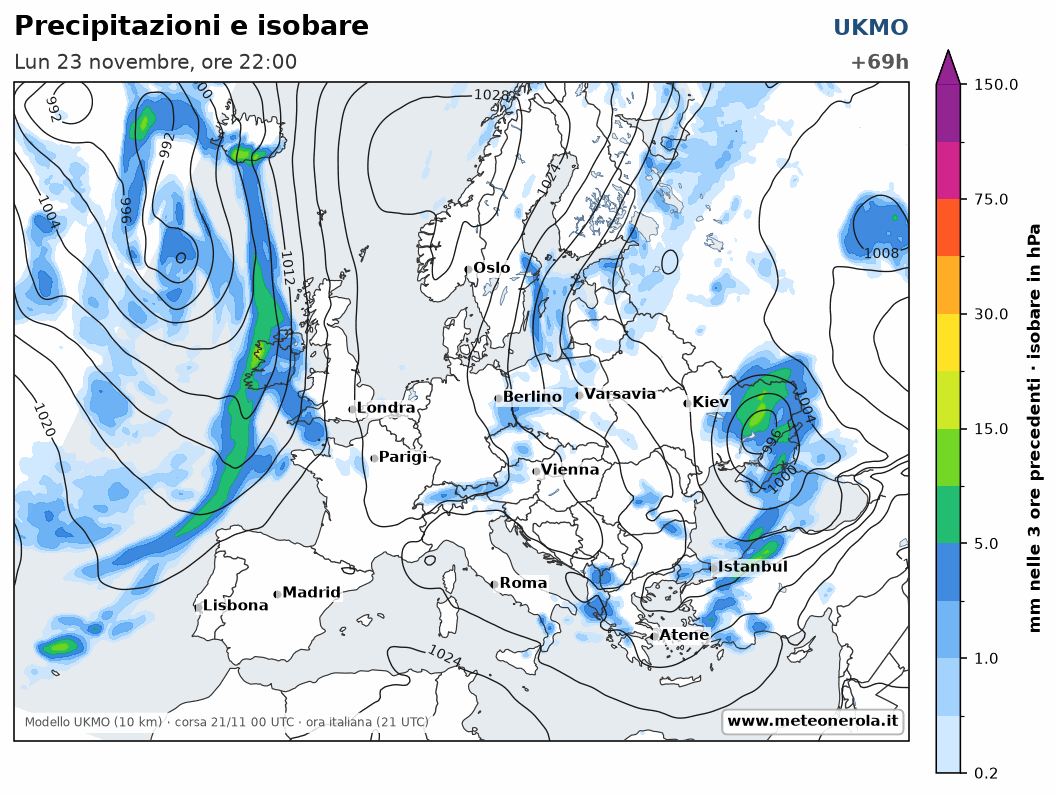 Precipitazioni e isobare
UKMO
Lun 23 novembre, ore 22:00
+69h
992
992
996
1004
1012
1020
1028
1024
1008
1004
996
1000
1024
Oslo
Londra
Parigi
Berlino
Varsavia
Kiev
Vienna
Roma
Madrid
Lisbona
Istanbul
Atene
Modello UKMO (10 km) · corsa 21/11 00 UTC · ora italiana (21 UTC)
www.meteonerola.it
150.0
75.0
30.0
15.0
5.0
1.0
0.2
mm nelle 3 ore precedenti · isobare in hPa